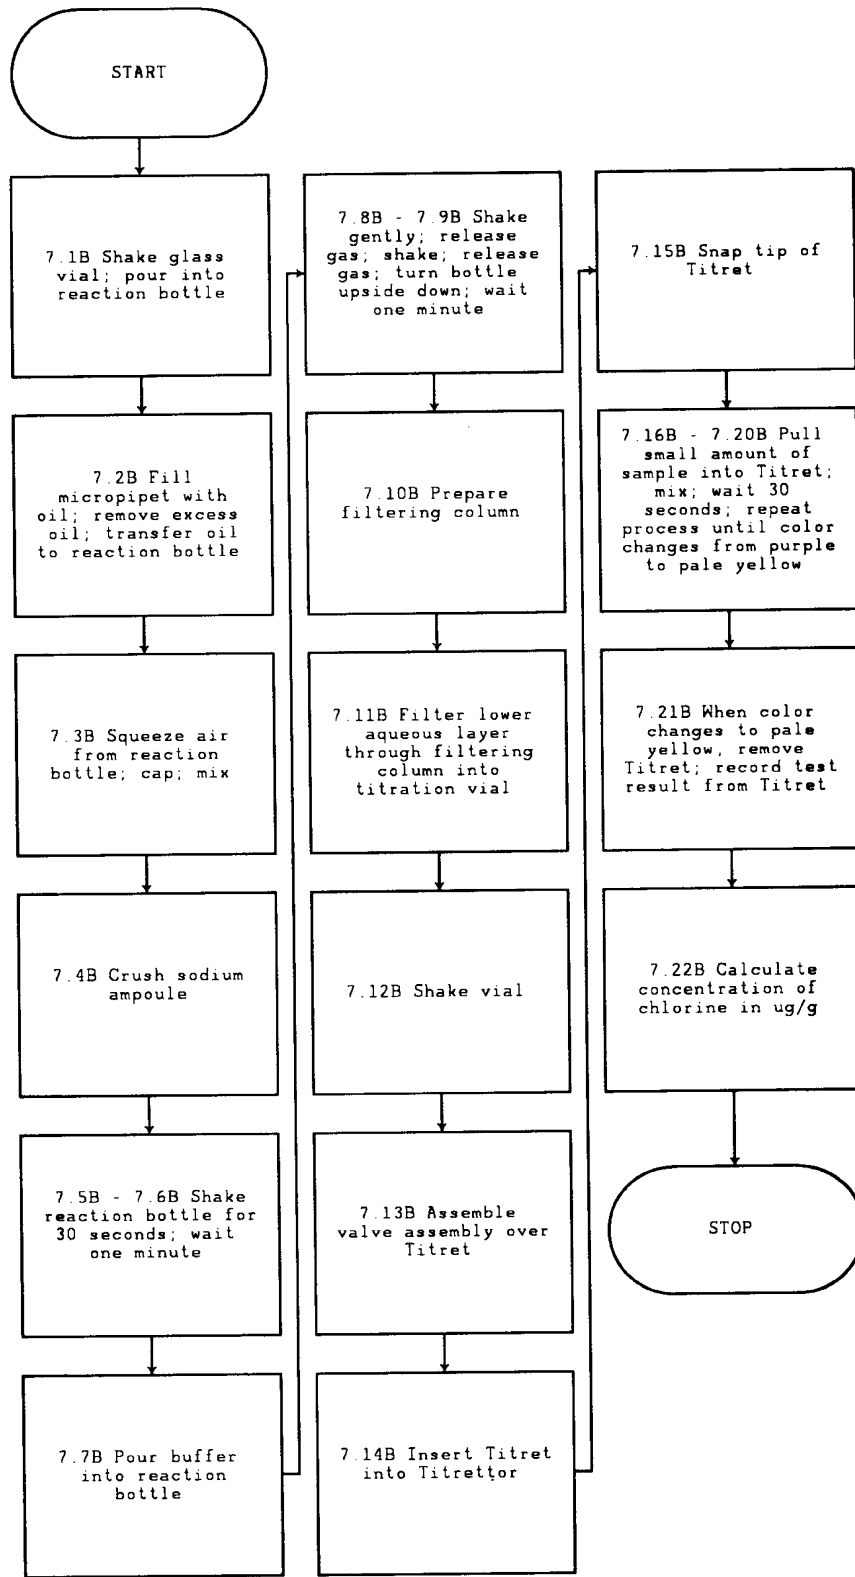 START
7.1B Shake glass
vial; pour into
reaction bottle
7.2B Fill
micropipet with
oil; remove excess
oil; transfer oil
to reaction bottle
7.3B Squeeze air
from reaction
bottle; cap; mix
7.4B Crush sodium
ampoule
7.5B - 7.6B Shake
reaction bottle for
30 seconds; wait
one minute
7.7B Pour buffer
into reaction
bottle
7.8B - 7.9B Shake
gently; release
gas; shake; release
gas; turn bottle
upside down; wait
one minute
7.10B Prepare
filtering column
7.11B Filter lower
aqueous layer
through filtering
column into
titration vial
7.12B Shake vial
7.13B Assemble
valve assembly over
Titret
7.14B Insert Titret
into Titrettor
7.15B Snap tip of
Titret
7.16B - 7.20B Pull
small amount of
sample into Titret;
mix; wait 30
seconds; repeat
process until color
changes from purple
to pale yellow
7.21B When color
changes to pale
yellow, remove
Titret; record test
result from Titret
7.22B Calculate
concentration of
chlorine in ug/g
STOP